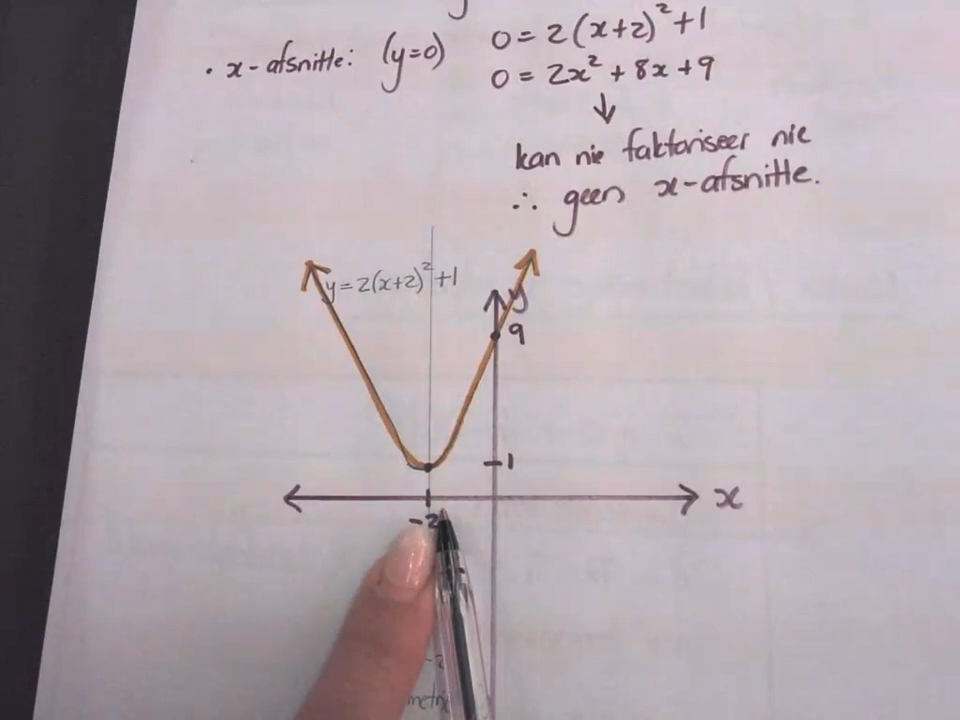 • x-afsnitte: (y=0) 0 = 2(x+2)²+1
0 = 2x² + 8x + 9
↓
kan nie faktoriseer nie
∴ geen x-afsnitte.
y=2(x+2)²+1
y
9
1
x
-2
-2